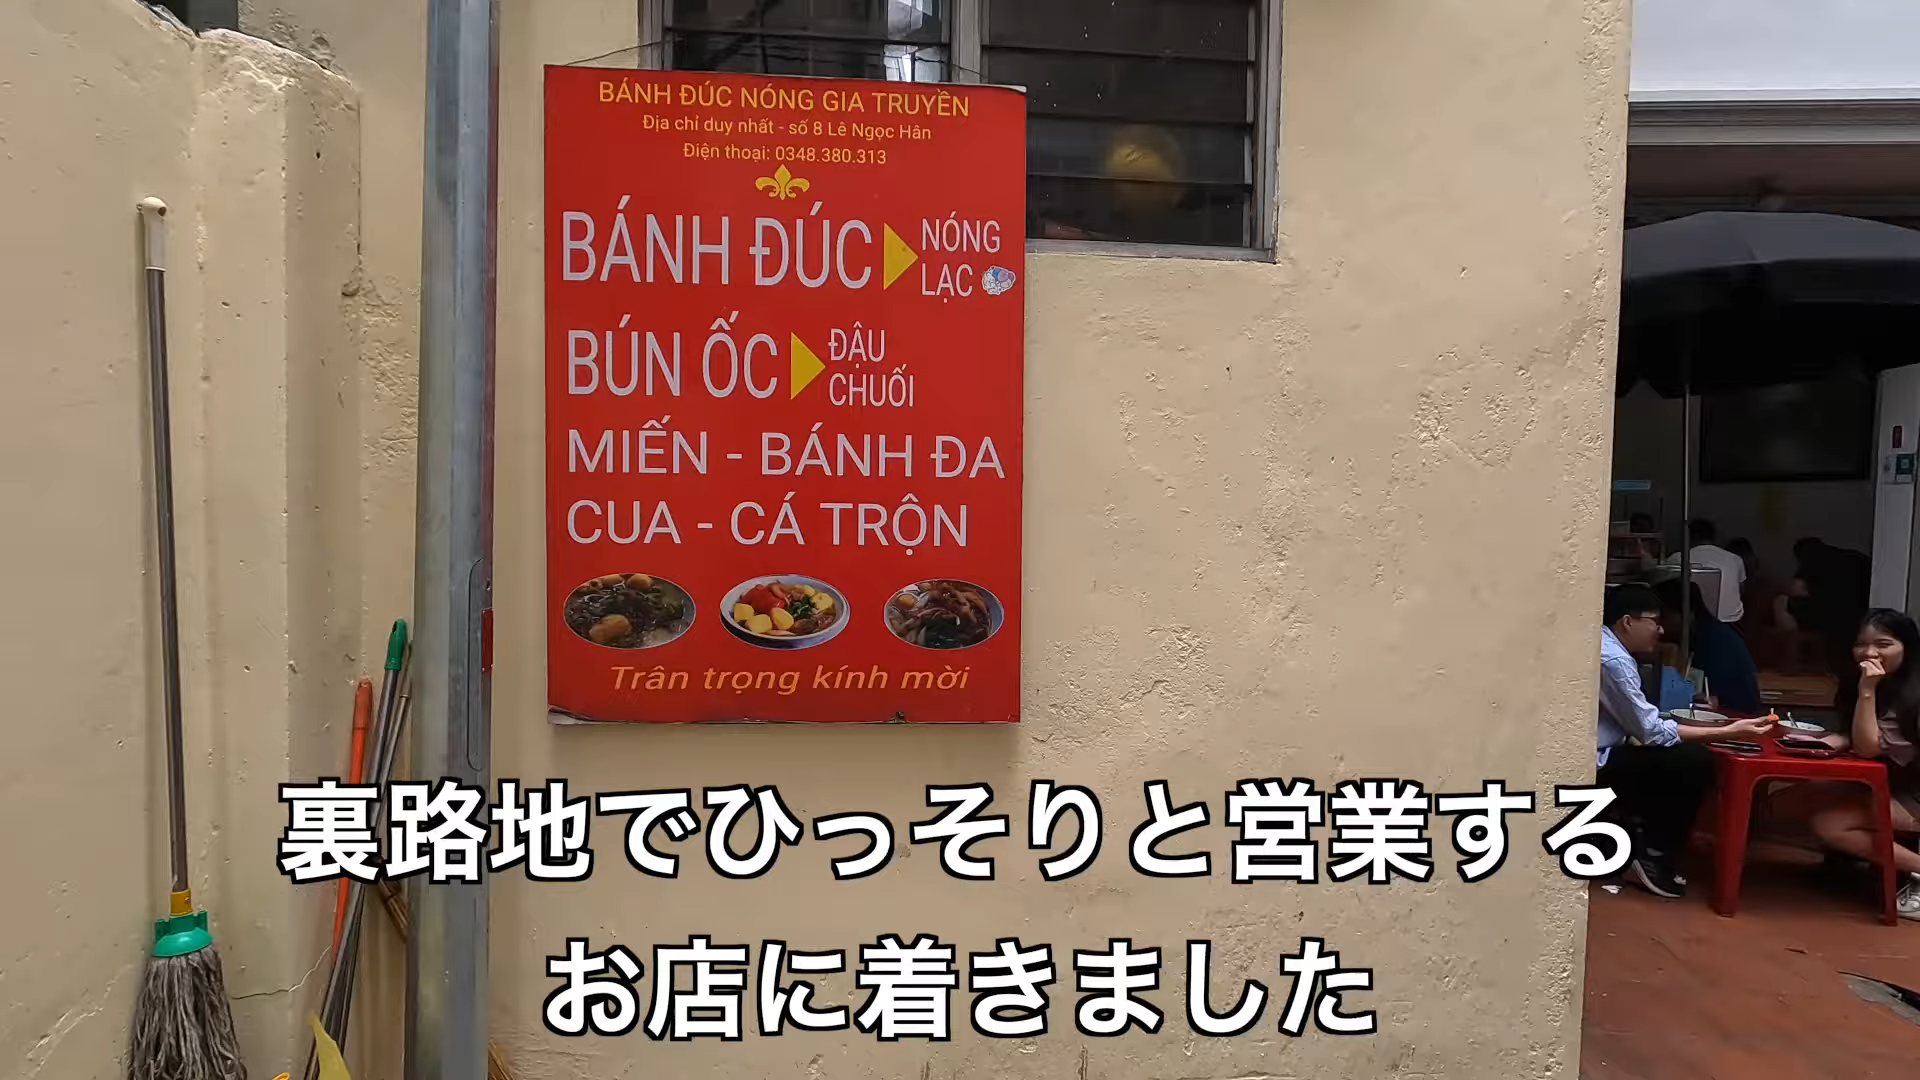 BÁNH ĐÚC NÓNG GIA TRUYỀN
Địa chỉ duy nhất - số 8 Lê Ngọc Hân
Điện thoại: 0348.380.313
BÁNH ĐÚC
NÓNG
LẠC
BÚN ỐC
ĐẬU
CHUỐI
MIẾN - BÁNH ĐA
CUA - CÁ TRỘN
Trân trọng kính mời
裏路地でひっそりと営業する
お店に着きました